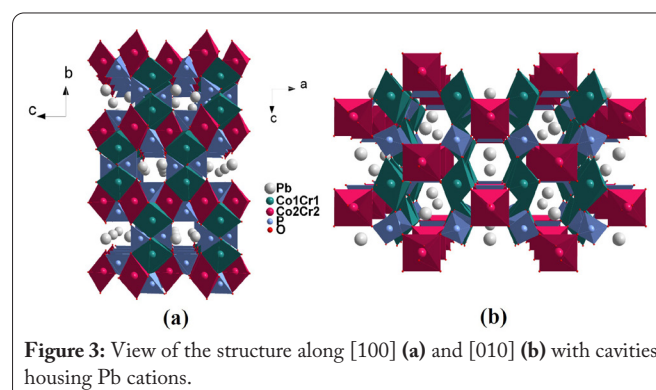 b
c
a
c
Pb
Co1Cr1
Co2Cr2
P
O
(a)
(b)
Figure 3: View of the structure along [100] (a) and [010] (b) with cavities
housing Pb cations.